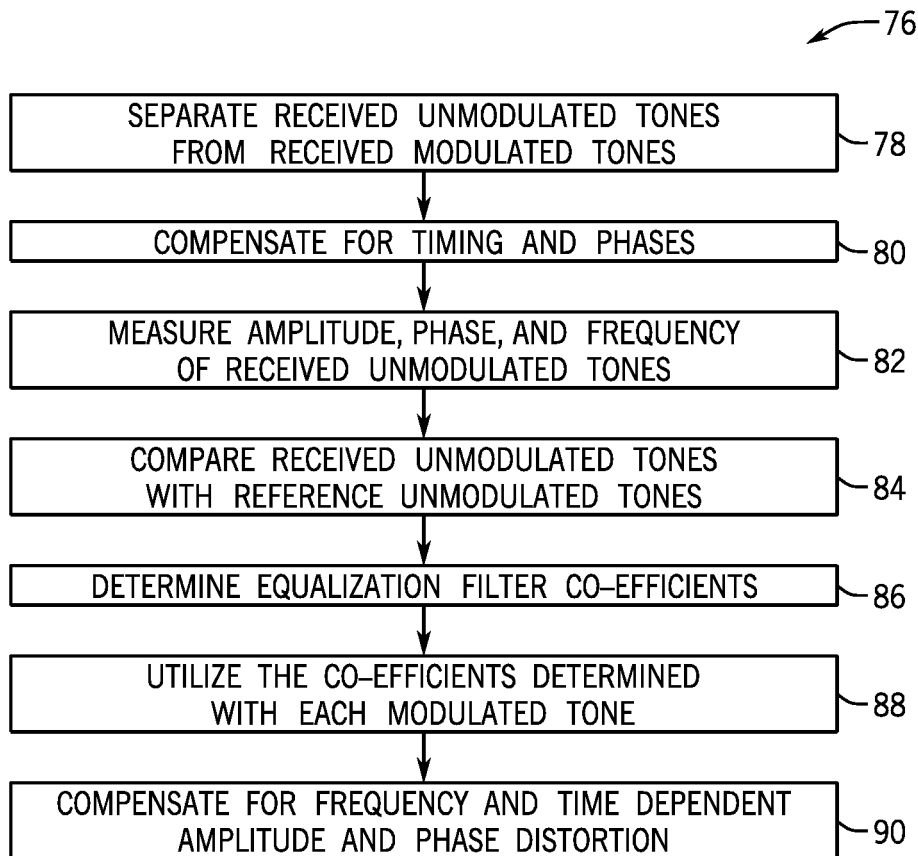 76
SEPARATE RECEIVED UNMODULATED TONES
FROM RECEIVED MODULATED TONES
78
COMPENSATE FOR TIMING AND PHASES
80
MEASURE AMPLITUDE, PHASE, AND FREQUENCY
OF RECEIVED UNMODULATED TONES
82
COMPARE RECEIVED UNMODULATED TONES
WITH REFERENCE UNMODULATED TONES
84
DETERMINE EQUALIZATION FILTER CO–EFFICIENTS
86
UTILIZE THE CO–EFFICIENTS DETERMINED
WITH EACH MODULATED TONE
88
COMPENSATE FOR FREQUENCY AND TIME DEPENDENT
AMPLITUDE AND PHASE DISTORTION
90